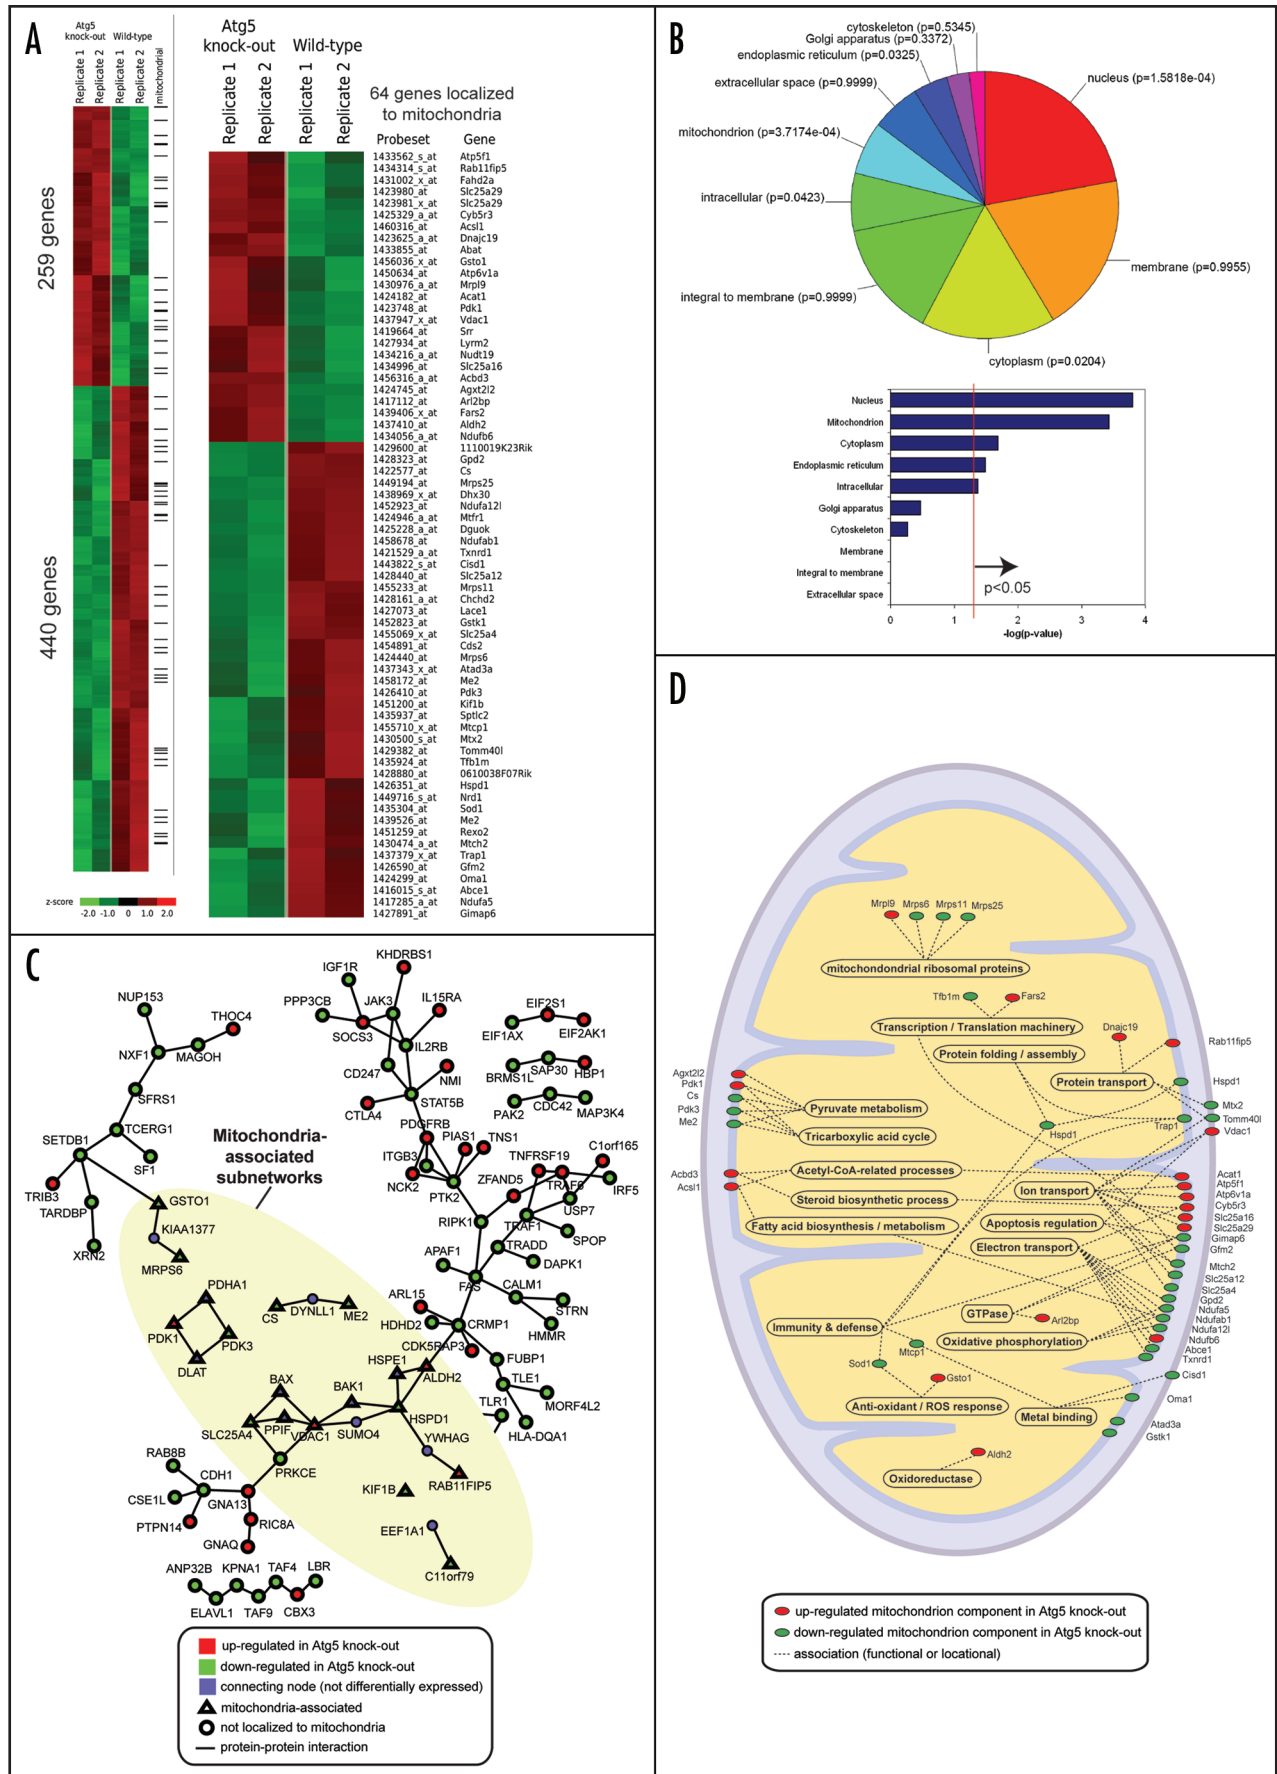 A
Atg5
knock-out Wild-type
Replicate 1
Replicate 2
Replicate 1
Replicate 2
mitochondrial
259 genes
440 genes
z-score
-2.0 -1.0 0 1.0 2.0
Atg5
knock-out Wild-type
Replicate 1
Replicate 2
Replicate 1
Replicate 2
64 genes localized
to mitochondria
Probeset Gene
1433562_s_at Atp5f1
1434314_s_at Rab11fip5
1431002_x_at Fahd2a
1423980_at Slc25a29
1423981_x_at Slc25a29
1425329_a_at Cyb5r3
1460316_at Acsl1
1423625_a_at Dnajc19
1433855_at Abat
1456036_x_at Gsto1
1450634_at Atp6v1a
1430976_a_at Mrpl9
1424182_at Acat1
1423748_at Pdk1
1437947_x_at Vdac1
1419664_at Srr
1427934_at Lyrm2
1434216_a_at Nudt19
1434996_at Slc25a16
1456316_a_at Acbd3
1424745_at Agxt2l2
1417112_at Arl2bp
1439406_x_at Fars2
1437410_at Aldh2
1434056_a_at Ndufb6
1429600_at 1110019K23Rik
1428323_at Gpd2
1422577_at Cs
1449194_at Mrps25
1438969_x_at Dhx30
1452923_at Ndufa12l
1424946_a_at Mtfr1
1425228_a_at Dguok
1458678_at Ndufab1
1421529_a_at Txnrd1
1443822_s_at Cisd1
1428440_at Slc25a12
1455233_at Mrps11
1428161_a_at Chchd2
1427073_at Lace1
1452823_at Gstk1
1455069_x_at Slc25a4
1454891_at Cds2
1424440_at Mrps6
1437343_x_at Atad3a
1458172_at Me2
1426410_at Pdk3
1451200_at Kif1b
1435937_at Sptlc2
1455710_x_at Mtcp1
1430500_s_at Mtx2
1429382_at Tomm40l
1435924_at Tfb1m
1428880_at 0610038F07Rik
1426351_at Hspd1
1449716_s_at Nrd1
1435304_at Sod1
1439526_at Me2
1451259_at Rexo2
1430474_a_at Mtch2
1437379_x_at Trap1
1426590_at Gfm2
1424299_at Oma1
1416015_s_at Abce1
1417285_a_at Ndufa5
1427891_at Gimap6
B
cytoskeleton (p=0.5345)
Golgi apparatus (p=0.3372)
endoplasmic reticulum (p=0.0325)
extracellular space (p=0.9999)
nucleus (p=1.5818e-04)
mitochondrion (p=3.7174e-04)
intracellular (p=0.0423)
membrane (p=0.9955)
integral to membrane (p=0.9999)
cytoplasm (p=0.0204)
Nucleus
Mitochondrion
Cytoplasm
Endoplasmic reticulum
Intracellular
Golgi apparatus
Cytoskeleton
Membrane
Integral to membrane
Extracellular space
p<0.05
0 1 2 3 4
-log(p-value)
C
KHDRBS1
IGF1R
NUP153
PPP3CB
JAK3
IL15RA
THOC4
SOCS3
EIF2S1
EIF1AX
EIF2AK1
NXF1
MAGOH
IL2RB
CD247
NMI
BRMS1L
SAP30
HBP1
SFRS1
CTLA4
STAT5B
PAK2
CDC42
MAP3K4
TCERG1
SETDB1
SF1
Mitochondria-
associated
subnetworks
PDGFRB
PIAS1
TNS1
ITGB3
NCK2
PTK2
ZFAND5
TNFRSF19
C1orf165
TRAF6
IRF5
USP7
TRIB3
TARDBP
GSTO1
KIAA1377
XRN2
MRPS6
RIPK1
TRAF1
SPOP
TRADD
APAF1
DAPK1
FAS
CALM1
STRN
HMMR
PDHA1
PDK1
PDK3
DLAT
CS
DYNLL1
ME2
ARL15
HDHD2
CRMP1
CDK5RAP3
FUBP1
HSPE1
ALDH2
TLE1
MORF4L2
TLR1
HLA-DQA1
BAX
BAK1
PPIF
SLC25A4
VDAC1
SUMO4
HSPD1
YWHAG
PRKCE
KIF1B
RAB11FIP5
RAB8B
CDH1
CSE1L
GNA13
PTPN14
RIC8A
GNAQ
EEF1A1
C11orf79
ANP32B
KPNA1
TAF4
LBR
ELAVL1
TAF9
CBX3
up-regulated in Atg5 knock-out
down-regulated in Atg5 knock-out
connecting node (not differentially expressed)
mitochondria-associated
not localized to mitochondria
protein-protein interaction
D
Mrpl9 Mrps6 Mrps11 Mrps25
mitochondondrial ribosomal proteins
Tfb1m Fars2
Transcription / Translation machinery
Dnajc19
Rab11fip5
Protein folding / assembly
Protein transport
Hspd1
Agxt2l2
Pdk1
Cs
Pdk3
Me2
Pyruvate metabolism
Tricarboxylic acid cycle
Hspd1
Trap1
Mtx2
Tomm40l
Vdac1
Acbd3
Acsl1
Acetyl-CoA-related processes
Steroid biosynthetic process
Fatty acid biosynthesis / metabolism
Ion transport
Apoptosis regulation
Electron transport
Acat1
Atp5f1
Atp6v1a
Cyb5r3
Slc25a16
Slc25a29
Gimap6
Gfm2
Mtch2
Slc25a12
Slc25a4
Gpd2
Ndufa5
Ndufab1
Ndufa12l
Ndufb6
Abce1
Txnrd1
GTPase
Arl2bp
Immunity & defense
Oxidative phosphorylation
Mtcp1
Sod1
Gsto1
Cisd1
Oma1
Anti-oxidant / ROS response
Metal binding
Atad3a
Gstk1
Aldh2
Oxidoreductase
up-regulated mitochondrion component in Atg5 knock-out
down-regulated mitochondrion component in Atg5 knock-out
association (functional or locational)